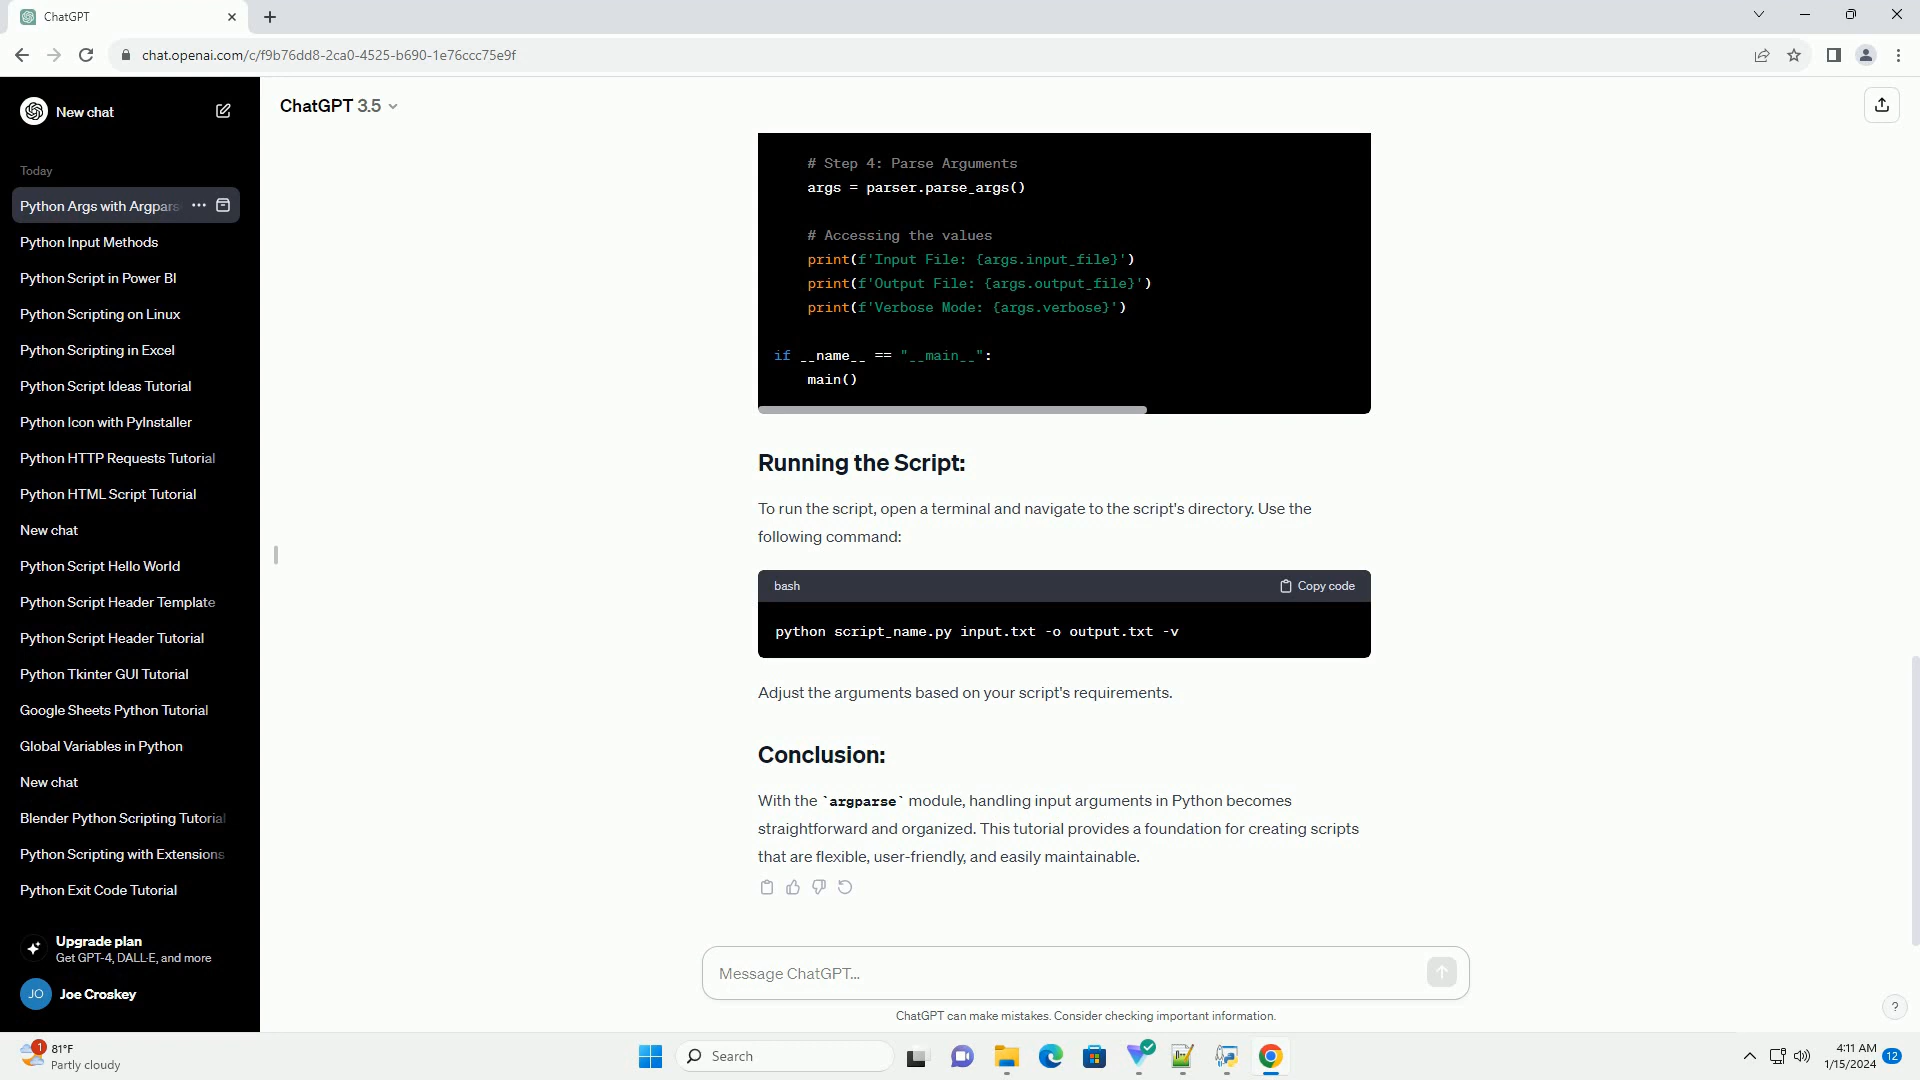 ChatGPT
chat.openai.com/c/f9b76dd8-2ca0-4525-b690-1e76ccc75e9f
New chat
Today
Python Args with Argpars
Python Input Methods
Python Script in Power BI
Python Scripting on Linux
Python Scripting in Excel
Python Script Ideas Tutorial
Python Icon with PyInstaller
Python HTTP Requests Tutorial
Python HTML Script Tutorial
New chat
Python Script Hello World
Python Script Header Template
Python Script Header Tutorial
Python Tkinter GUI Tutorial
Google Sheets Python Tutorial
Global Variables in Python
New chat
Blender Python Scripting Tutorial
Python Scripting with Extensions
Python Exit Code Tutorial
Upgrade plan
Get GPT-4, DALL·E, and more
JO Joe Croskey
ChatGPT 3.5
# Step 4: Parse Arguments
args = parser.parse_args()
# Accessing the values
print(f'Input File: {args.input_file}')
print(f'Output File: {args.output_file}')
print(f'Verbose Mode: {args.verbose}')
if __name__ == "__main__":
main()
Running the Script:
To run the script, open a terminal and navigate to the script's directory. Use the
following command:
bash Copy code
python script_name.py input.txt -o output.txt -v
Adjust the arguments based on your script's requirements.
Conclusion:
With the `argparse` module, handling input arguments in Python becomes
straightforward and organized. This tutorial provides a foundation for creating scripts
that are flexible, user-friendly, and easily maintainable.
Message ChatGPT...
ChatGPT can make mistakes. Consider checking important information.
?
1
81°F
Partly cloudy
Search
4:11 AM
1/15/2024
12